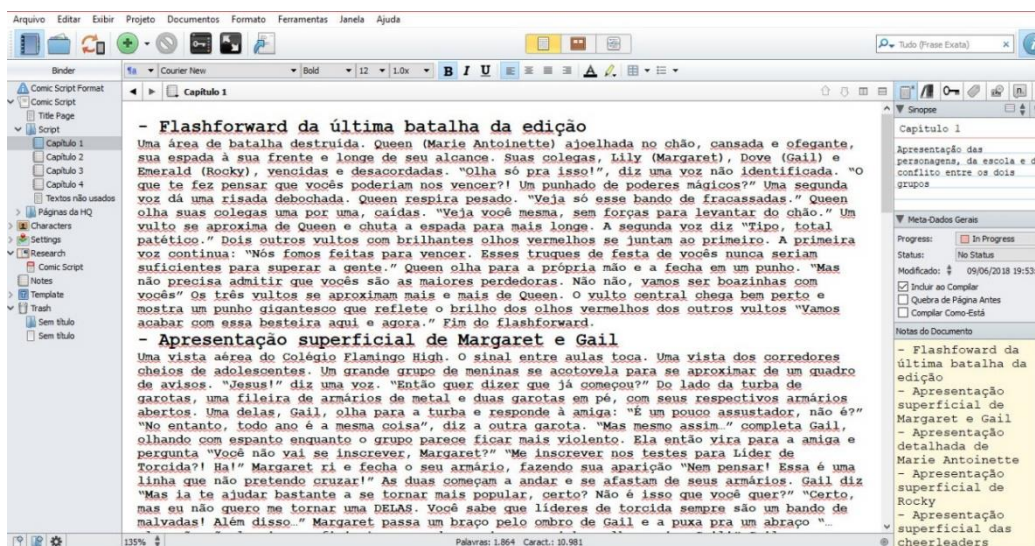 Arquivo Editar Exibir Projeto Documentos Formato Ferramentas Janela Ajuda
Tudo (Frase Exata)
Binder
Courier New Bold 12 1.0x B I U A
Comic Script Format
Comic Script
Title Page
Script
Capítulo 1
Capítulo 2
Capítulo 3
Capítulo 4
Textos não usados
Páginas da HQ
Characters
Settings
Research
Comic Script
Notes
Template
Trash
Sem título
Sem título
Capítulo 1
- Flashforward da última batalha da edição
Uma área de batalha destruída. Queen (Marie Antoinette) ajoelhada no chão, cansada e ofegante,
sua espada à sua frente e longe de seu alcance. Suas colegas, Lily (Margaret), Dove (Gail) e
Emerald (Rocky), vencidas e desacordadas. “Olha só pra isso!”, diz uma voz não identificada. “O
que te fez pensar que vocês poderiam nos vencer?! Um punhado de poderes mágicos?” Uma segunda
voz dá uma risada debochada. Queen respira pesado. “Veja só esse bando de fracassadas.” Queen
olha suas colegas uma por uma, caídas. “Veja você mesma, sem forças para levantar do chão.” Um
vulto se aproxima de Queen e chuta a espada para mais longe. A segunda voz diz “Tipo, total
patético.” Dois outros vultos com brilhantes olhos vermelhos se juntam ao primeiro. A primeira
voz continua: “Nós fomos feitas para vencer. Esses truques de festa de vocês nunca seriam
suficientes para superar a gente.” Queen olha para a própria mão e a fecha em um punho. “Mas
não precisa admitir que vocês são as maiores perdedoras. Não não, vamos ser boazinhas com
vocês” Os três vultos se aproximam mais e mais de Queen. O vulto central chega bem perto e
mostra um punho gigantesco que reflete o brilho dos olhos vermelhos dos outros vultos “Vamos
acabar com essa besteira aqui e agora.” Fim do flashforward.
- Apresentação superficial de Margaret e Gail
Uma vista aérea do Colégio Flamingo High. O sinal entre aulas toca. Uma vista dos corredores
cheios de adolescentes. Um grande grupo de meninas se acotovela para se aproximar de um quadro
de avisos. “Jesus!” diz uma voz. “Então quer dizer que já começou?” Do lado da turba de
garotas, uma fileira de armários de metal e duas garotas em pé, com seus respectivos armários
abertos. Uma delas, Gail, olha para a turba e responde à amiga: “É um pouco assustador, não é?”
“No entanto, todo ano é a mesma coisa”, diz a outra garota. “Mas mesmo assim…” completa Gail,
olhando com espanto enquanto o grupo parece ficar mais violento. Ela então vira para a amiga e
pergunta “Você não vai se inscrever, Margaret?” “Me inscrever nos testes para Líder de
Torcida?! Ha!” Margaret ri e fecha o seu armário, fazendo sua aparição “Nem pensar! Essa é uma
linha que não pretendo cruzar!” As duas começam a andar e se afastam de seus armários. Gail diz
“Mas ia te ajudar bastante a se tornar mais popular, certo? Não é isso que você quer?” “Certo,
mas eu não quero me tornar uma DELAS. Você sabe que líderes de torcida sempre são um bando de
malvadas! Além disso…” Margaret passa um braço pelo ombro de Gail e a puxa pra um abraço “…
135%
Palavras: 1.864 Caract.: 10.981
Sinopse
Capítulo 1
Apresentação das
personagens, da escola e d
conflito entre os dois
grupos
Meta-Dados Gerais
Progress: In Progress
Status: No Status
Modificado: 09/06/2018 19:53:
Incluir ao Compilar
Quebra de Página Antes
Compilar Como-Está
Notas do Documento
- Flashfoward da
última batalha da
edição
- Apresentação
superficial de
Margaret e Gail
- Apresentação
detalhada de
Marie Antoinette
- Apresentação
superficial de
Rocky
- Apresentação
superficial das
cheerleaders